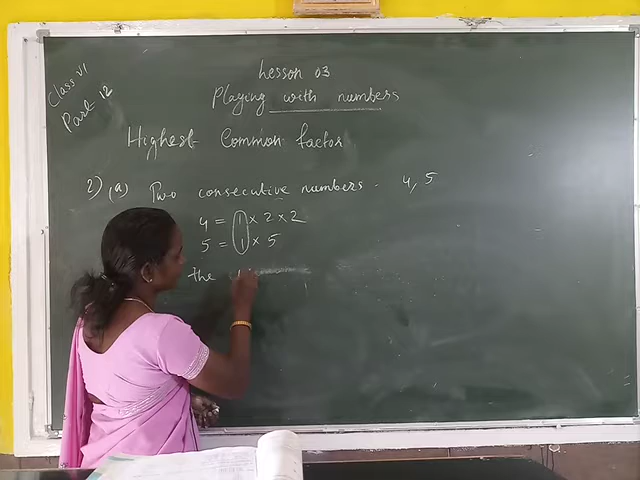 Class VI
Part 12
Lesson 03
Playing with numbers
Highest Common factor
2) (a) Two consecutive numbers. 4, 5
4 = 1 × 2 × 2
5 = 1 × 5
the